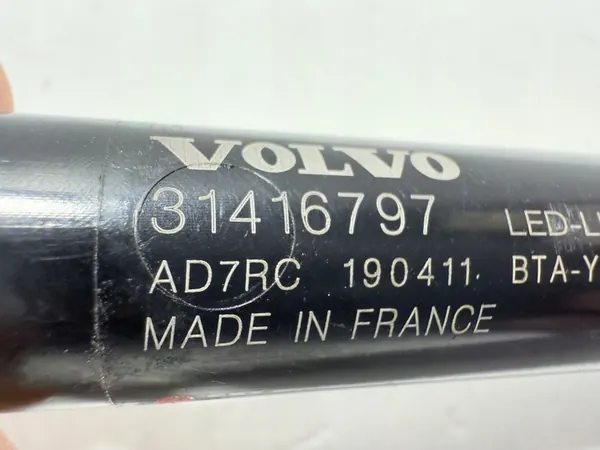 VOLVO
31416797 LED-L
AD7RC 190411. BTA-Y
MADE IN FRANCE